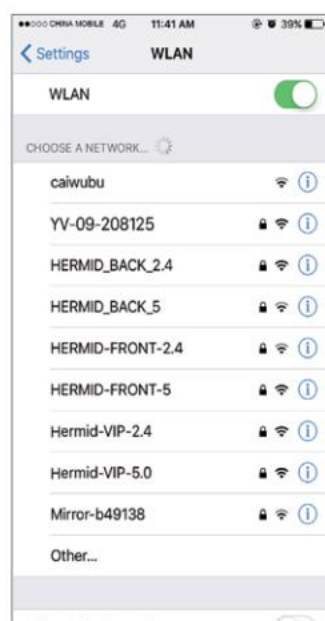 CHINA MOBILE 4G 11:41 AM 39%
Settings WLAN
WLAN
CHOOSE A NETWORK...
caiwubu
YV-09-208125
HERMID_BACK_2.4
HERMID_BACK_5
HERMID-FRONT-2.4
HERMID-FRONT-5
Hermid-VIP-2.4
Hermid-VIP-5.0
Mirror-b49138
Other...